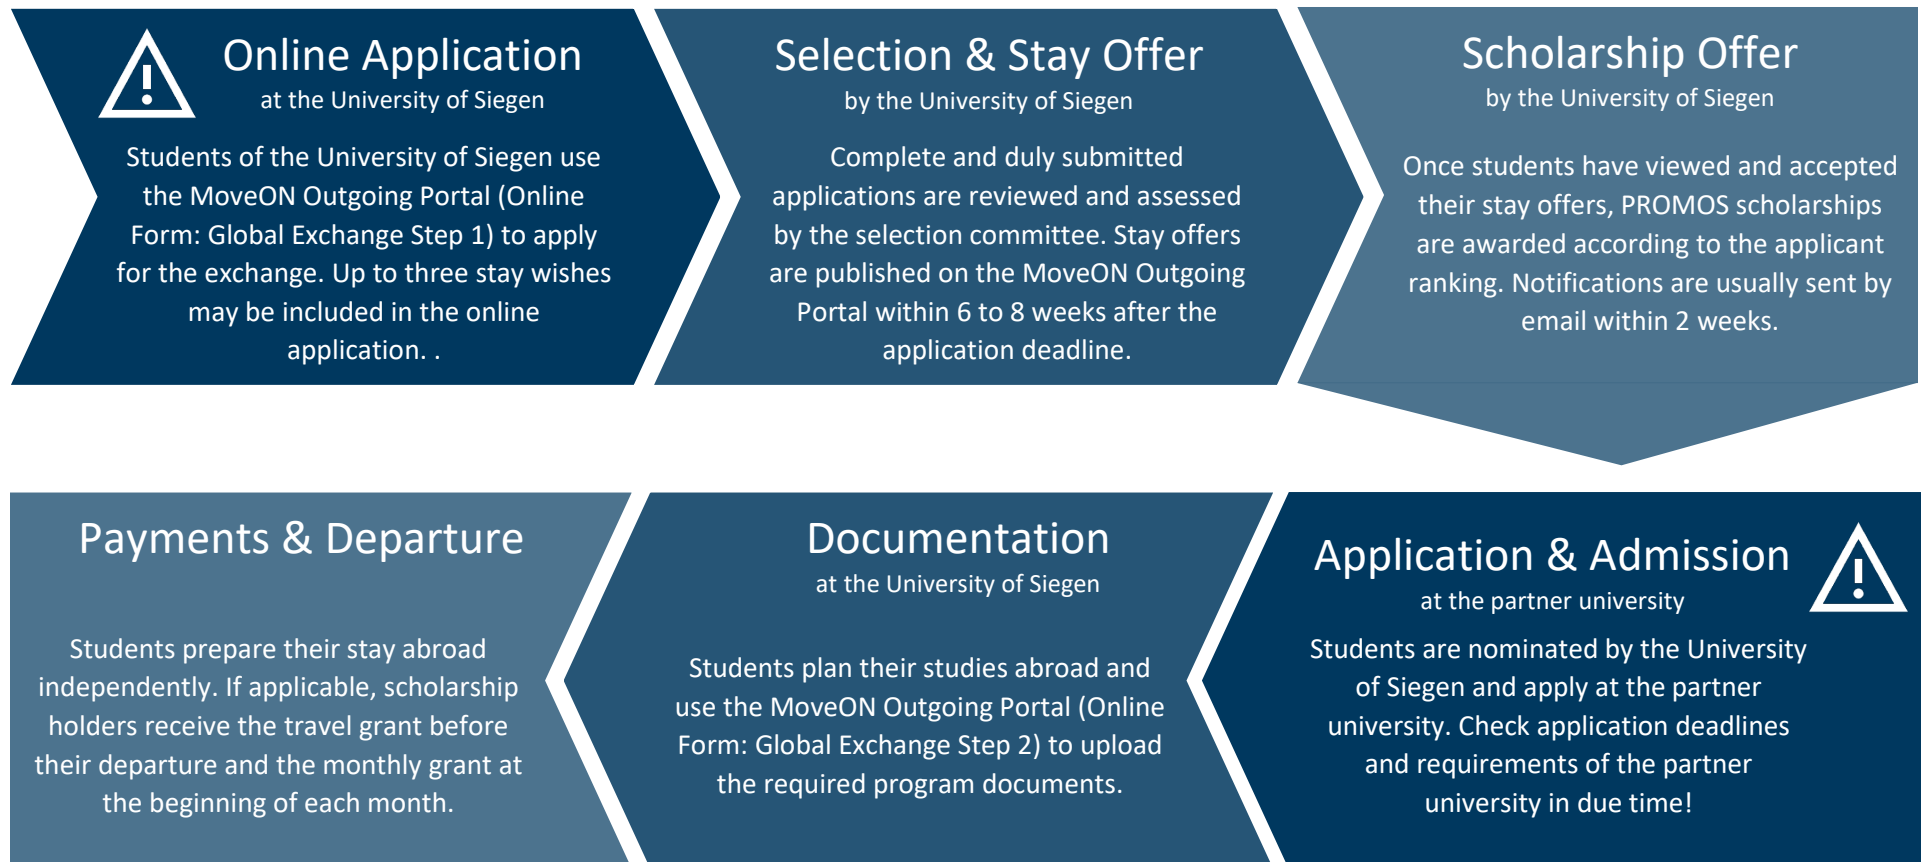 Online Application
at the University of Siegen
Students of the University of Siegen use
the MoveON Outgoing Portal (Online
Form: Global Exchange Step 1) to apply
for the exchange. Up to three stay wishes
may be included in the online
application. .
Selection & Stay Offer
by the University of Siegen
Complete and duly submitted
applications are reviewed and assessed
by the selection committee. Stay offers
are published on the MoveON Outgoing
Portal within 6 to 8 weeks after the
application deadline.
Scholarship Offer
by the University of Siegen
Once students have viewed and accepted
their stay offers, PROMOS scholarships
are awarded according to the applicant
ranking. Notifications are usually sent by
email within 2 weeks.
Application & Admission
at the partner university
Students are nominated by the University
of Siegen and apply at the partner
university. Check application deadlines
and requirements of the partner
university in due time!
Documentation
at the University of Siegen
Students plan their studies abroad and
use the MoveON Outgoing Portal (Online
Form: Global Exchange Step 2) to upload
the required program documents.
Payments & Departure
Students prepare their stay abroad
independently. If applicable, scholarship
holders receive the travel grant before
their departure and the monthly grant at
the beginning of each month.